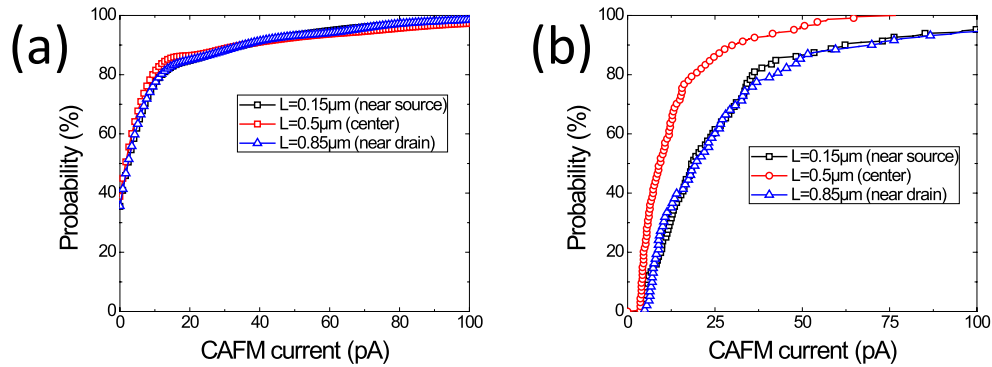 (a)
100
80
60
40
20
0
Probability (%)
L=0.15µm (near source)
L=0.5µm (center)
L=0.85µm (near drain)
0 20 40 60 80 100
CAFM current (pA)
(b)
100
80
60
40
20
0
Probability (%)
L=0.15µm (near source)
L=0.5µm (center)
L=0.85µm (near drain)
0 25 50 75 100
CAFM current (pA)